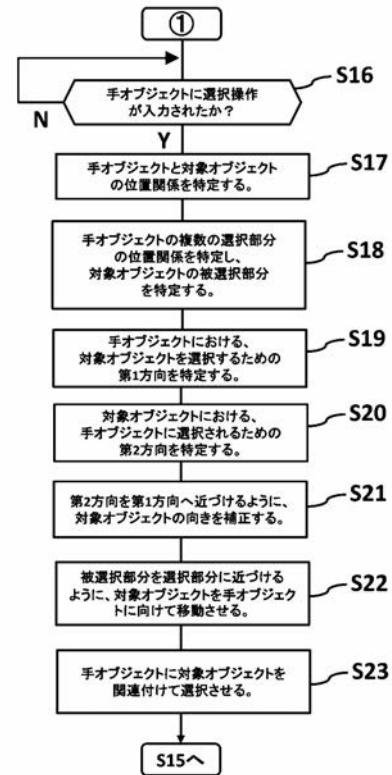 ①
手オブジェクトに選択操作
が入力されたか？
S16
N
Y
手オブジェクトと対象オブジェクト
の位置関係を特定する。
S17
手オブジェクトの複数の選択部分
の位置関係を特定し、
対象オブジェクトの被選択部分
を特定する。
S18
手オブジェクトにおける、
対象オブジェクトを選択するための
第1方向を特定する。
S19
対象オブジェクトにおける、
手オブジェクトに選択されるための
第2方向を特定する。
S20
第2方向を第1方向へ近づけるように、
対象オブジェクトの向きを補正する。
S21
被選択部分を選択部分に近づける
ように、対象オブジェクトを手オブジェク
トに向けて移動させる。
S22
手オブジェクトに対象オブジェクトを
関連付けて選択させる。
S23
S15へ